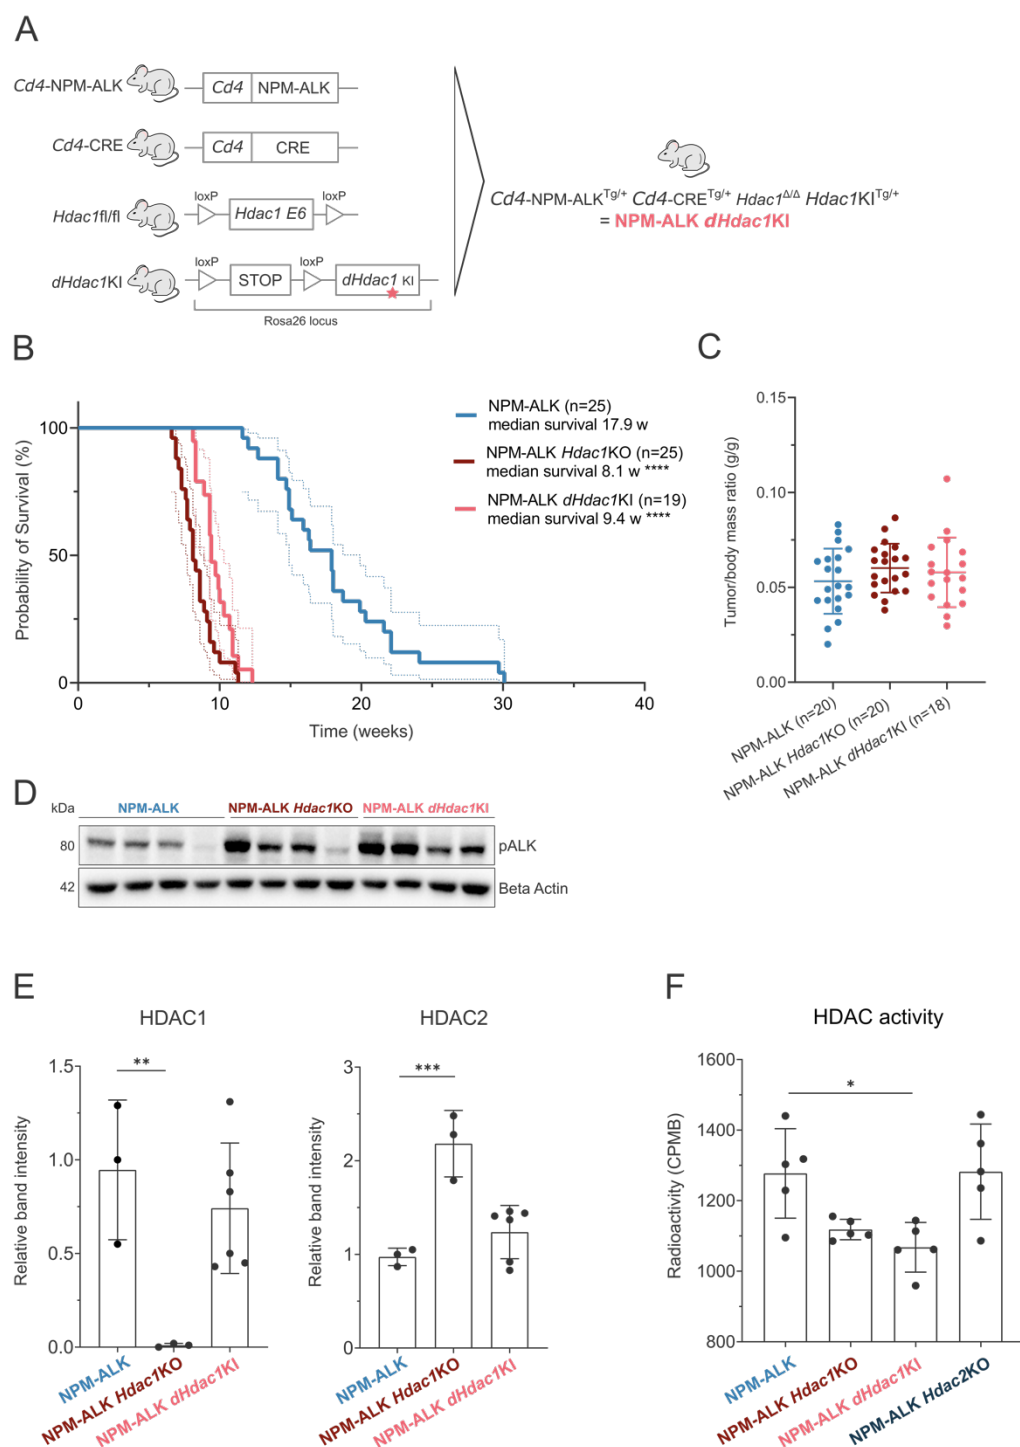 A
Cd4-NPM-ALK
Cd4 NPM-ALK
Cd4-CRE
Cd4 CRE
loxP loxP
Hdac1fl/fl
Hdac1 E6
loxP loxP
dHdac1KI
STOP
dHdac1 KI
Rosa26 locus
Cd4-NPM-ALKTg/+ Cd4-CRETg/+ Hdac1Δ/Δ Hdac1KITg/+
= NPM-ALK dHdac1KI
B
Probability of Survival (%)
100
50
0
0 10 20 30 40
Time (weeks)
NPM-ALK (n=25)
median survival 17.9 w
NPM-ALK Hdac1KO (n=25)
median survival 8.1 w ****
NPM-ALK dHdac1KI (n=19)
median survival 9.4 w ****
C
Tumor/body mass ratio (g/g)
0.15
0.10
0.05
0.00
NPM-ALK (n=20)
NPM-ALK Hdac1KO (n=20)
NPM-ALK dHdac1KI (n=18)
D
kDa
NPM-ALK NPM-ALK Hdac1KO NPM-ALK dHdac1KI
80 pALK
42 Beta Actin
E
HDAC1
Relative band intensity
1.5
1.0
0.5
0.0
**
NPM-ALK
NPM-ALK Hdac1KO
NPM-ALK dHdac1KI
HDAC2
Relative band intensity
3
2
1
0
***
NPM-ALK
NPM-ALK Hdac1KO
NPM-ALK dHdac1KI
F
HDAC activity
Radioactivity (CPMB)
1600
1400
1200
1000
800
*
NPM-ALK
NPM-ALK Hdac1KO
NPM-ALK dHdac1KI
NPM-ALK Hdac2KO